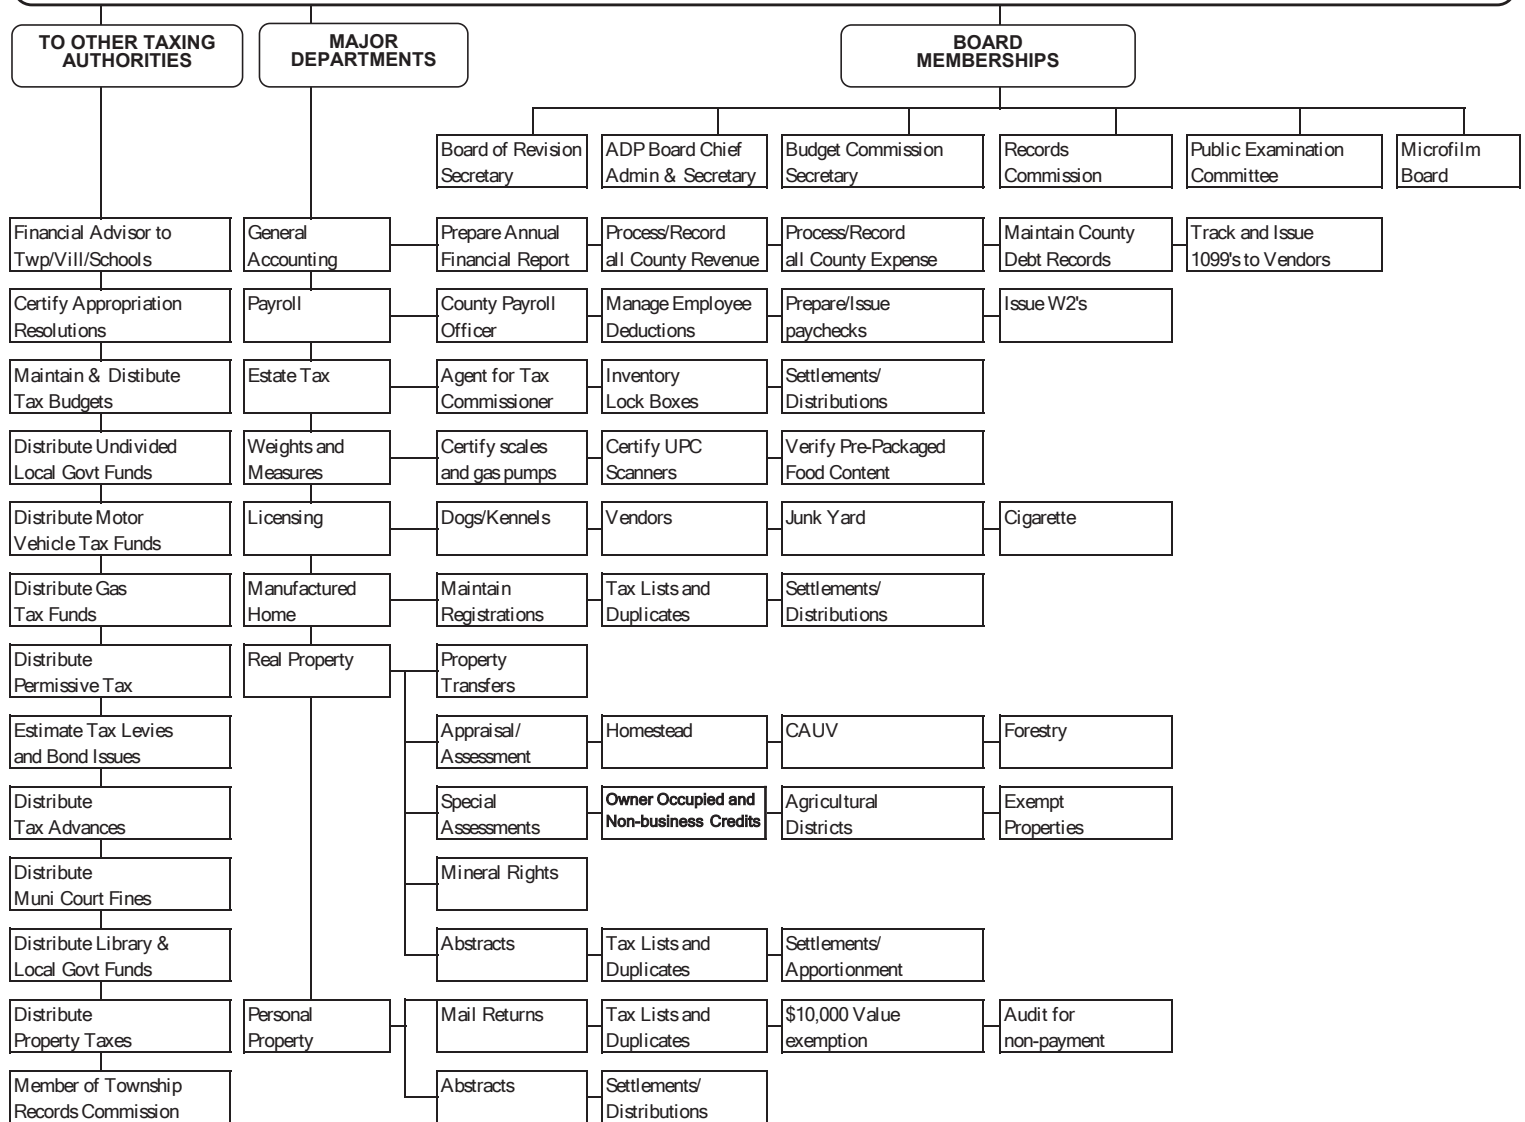 TO OTHER TAXING
AUTHORITIES
MAJOR
DEPARTMENTS
BOARD
MEMBERSHIPS
Board of Revision
Secretary
ADP Board Chief
Admin & Secretary
Budget Commission
Secretary
Records
Commission
Public Examination
Committee
Microfilm
Board
Financial Advisor to
Twp/Vill/Schools
General
Accounting
Prepare Annual
Financial Report
Process/Record
all County Revenue
Process/Record
all County Expense
Maintain County
Debt Records
Track and Issue
1099's to Vendors
Certify Appropriation
Resolutions
Payroll
County Payroll
Officer
Manage Employee
Deductions
Prepare/Issue
paychecks
Issue W2's
Maintain & Distibute
Tax Budgets
Estate Tax
Agent for Tax
Commissioner
Inventory
Lock Boxes
Settlements/
Distributions
Distribute Undivided
Local Govt Funds
Weights and
Measures
Certify scales
and gas pumps
Certify UPC
Scanners
Verify Pre-Packaged
Food Content
Distribute Motor
Vehicle Tax Funds
Licensing
Dogs/Kennels
Vendors
Junk Yard
Cigarette
Distribute Gas
Tax Funds
Manufactured
Home
Maintain
Registrations
Tax Lists and
Duplicates
Settlements/
Distributions
Distribute
Permissive Tax
Real Property
Property
Transfers
Estimate Tax Levies
and Bond Issues
Appraisal/
Assessment
Homestead
CAUV
Forestry
Distribute
Tax Advances
Special
Assessments
Owner Occupied and
Non-business Credits
Agricultural
Districts
Exempt
Properties
Distribute
Muni Court Fines
Mineral Rights
Distribute Library &
Local Govt Funds
Abstracts
Tax Lists and
Duplicates
Settlements/
Apportionment
Distribute
Property Taxes
Personal
Property
Mail Returns
Tax Lists and
Duplicates
$10,000 Value
exemption
Audit for
non-payment
Member of Township
Records Commission
Abstracts
Settlements/
Distributions